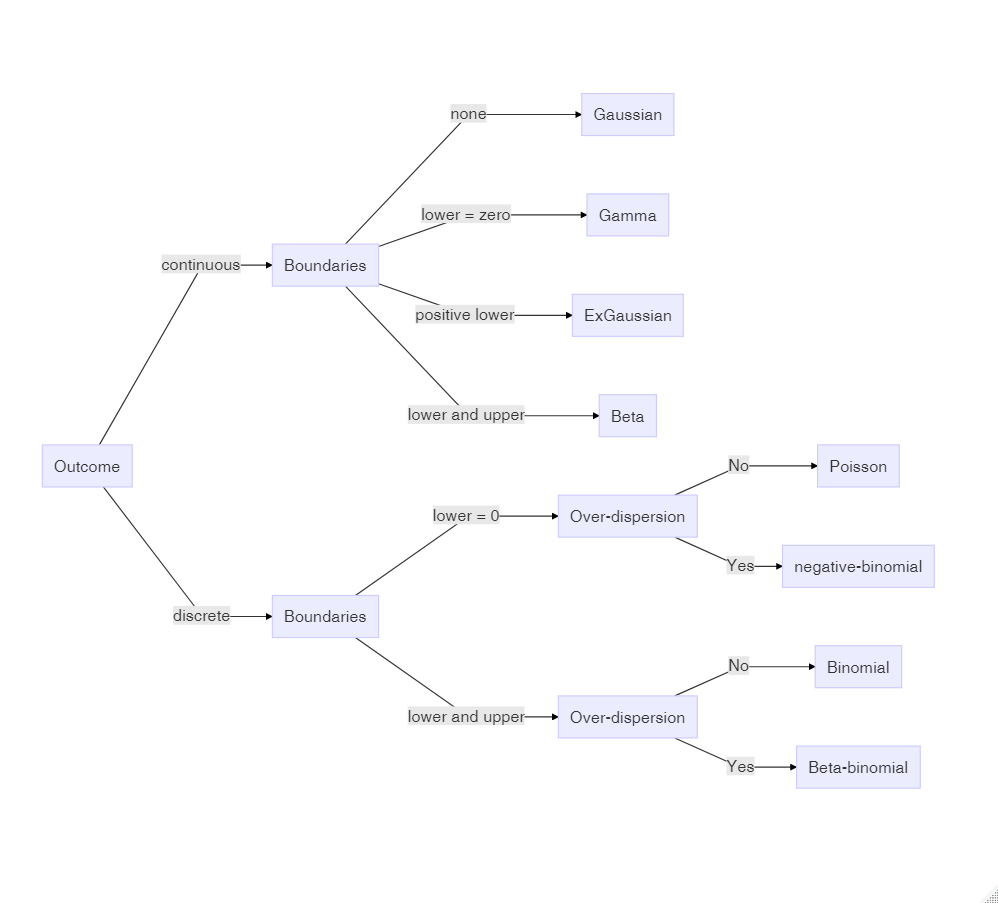 none
Gaussian
lower = zero
Gamma
continuous
Boundaries
positive lower
ExGaussian
lower and upper
Beta
Outcome
No
Poisson
lower = 0
Over-dispersion
Yes
negative-binomial
discrete
Boundaries
No
Binomial
lower and upper
Over-dispersion
Yes
Beta-binomial